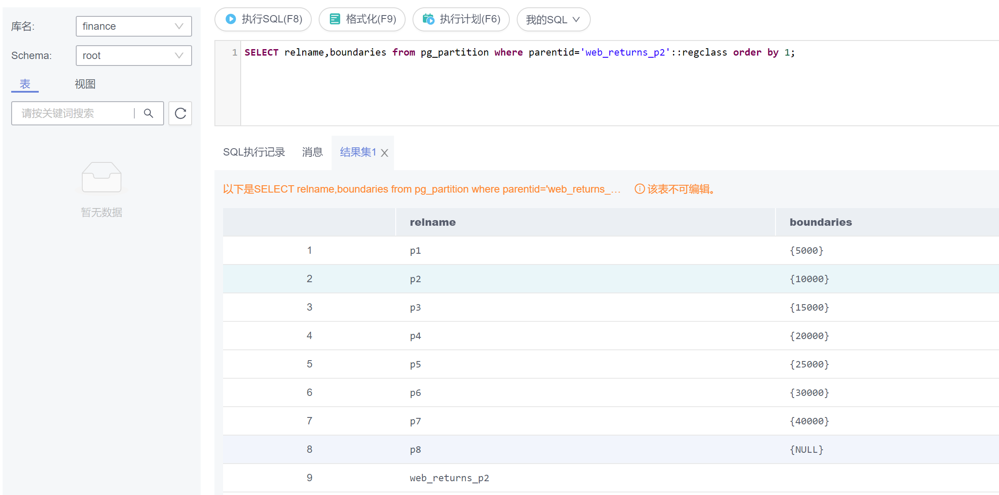 库名:
finance
Schema:
root
表 视图
请按关键词搜索
暂无数据
执行SQL(F8) 格式化(F9) 执行计划(F6) 我的SQL
1 SELECT relname,boundaries from pg_partition where parentid='web_returns_p2'::regclass order by 1;
SQL执行记录 消息 结果集1
以下是SELECT relname,boundaries from pg_partition where parentid='web_returns_... 该表不可编辑。
relname boundaries
1 p1 {5000}
2 p2 {10000}
3 p3 {15000}
4 p4 {20000}
5 p5 {25000}
6 p6 {30000}
7 p7 {40000}
8 p8 {NULL}
9 web_returns_p2